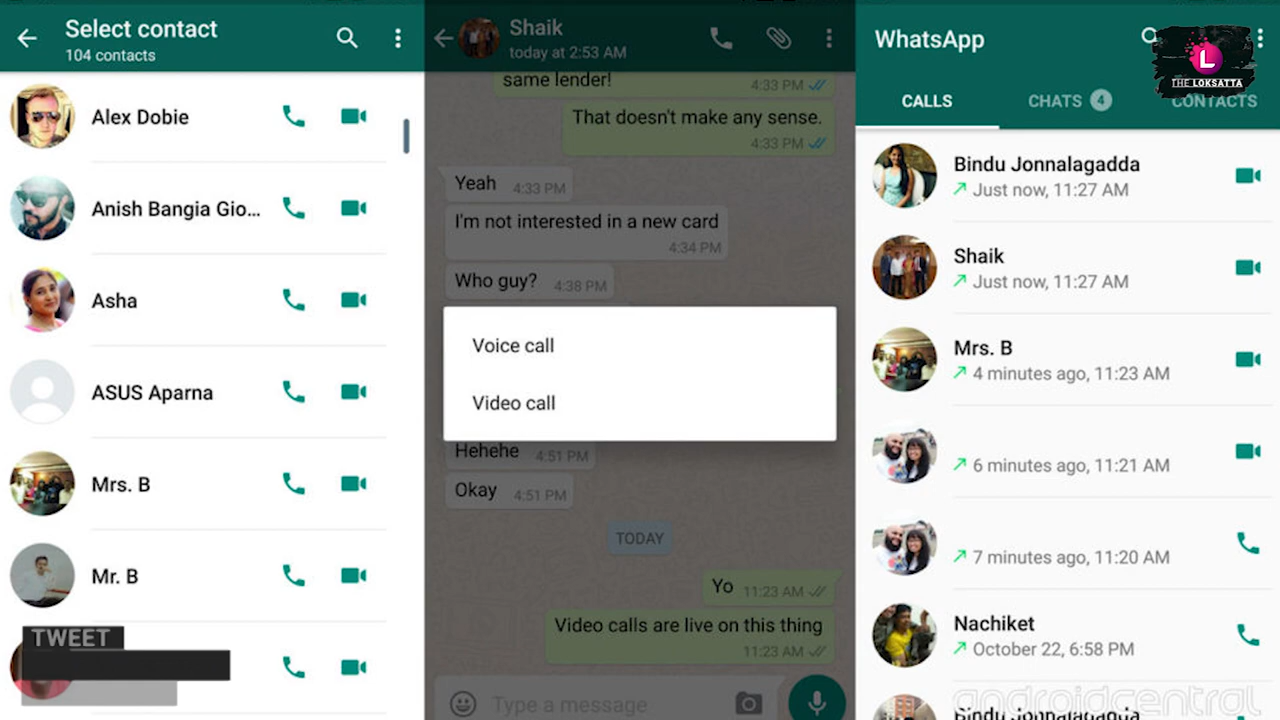 Select contact
104 contacts
Alex Dobie
Anish Bangia Gio...
Asha
ASUS Aparna
Mrs. B
Mr. B
TWEET
Shaik
today at 2:53 AM
same lender!
4:33 PM
That doesn't make any sense.
4:33 PM
Yeah 4:33 PM
I'm not interested in a new card
4:34 PM
Who guy? 4:38 PM
Voice call
Video call
Hehehe 4:51 PM
Okay 4:51 PM
TODAY
Yo 11:23 AM
Video calls are live on this thing
11:23 AM
Type a message
WhatsApp
L
THE LOKSATTA
CALLS CHATS 4 CONTACTS
Bindu Jonnalagadda
Just now, 11:27 AM
Shaik
Just now, 11:27 AM
Mrs. B
4 minutes ago, 11:23 AM
6 minutes ago, 11:21 AM
7 minutes ago, 11:20 AM
Nachiket
October 22, 6:58 PM
Bindu Jonnalagadda
androidcentral